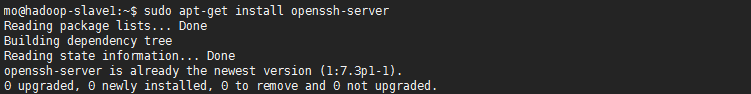 mo@hadoop-slave1:~$ sudo apt-get install openssh-server
Reading package lists... Done
Building dependency tree
Reading state information... Done
openssh-server is already the newest version (1:7.3p1-1).
0 upgraded, 0 newly installed, 0 to remove and 0 not upgraded.